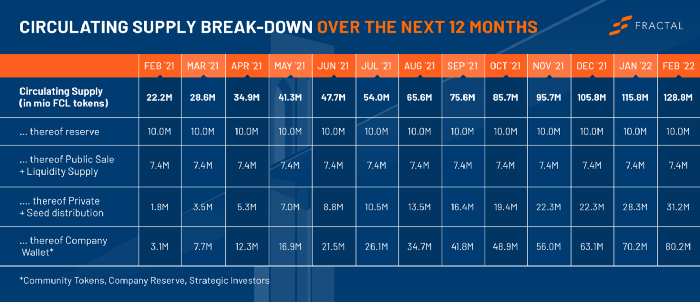 CIRCULATING SUPPLY BREAK-DOWN OVER THE NEXT 12 MONTHS
FRACTAL
FEB '21 MAR '21 APR '21 MAY '21 JUN '21 JUL '21 AUG '21 SEP '21 OCT '21 NOV '21 DEC '21 JAN '22 FEB '22
Circulating Supply
(in mio FCL tokens) 22.2M 28.6M 34.9M 41.3M 47.7M 54.0M 65.6M 75.6M 85.7M 95.7M 105.8M 115.8M 128.8M
... thereof reserve 10.0M 10.0M 10.0M 10.0M 10.0M 10.0M 10.0M 10.0M 10.0M 10.0M 10.0M 10.0M 10.0M
... thereof Public Sale
+ Liquidity Supply 7.4M 7.4M 7.4M 7.4M 7.4M 7.4M 7.4M 7.4M 7.4M 7.4M 7.4M 7.4M 7.4M
.... thereof Private
+ Seed distribution 1.8M 3.5M 5.3M 7.0M 8.8M 10.5M 13.5M 16.4M 19.4M 22.3M 22.3M 28.3M 31.2M
... thereof Company
Wallet* 3.1M 7.7M 12.3M 16.9M 21.5M 26.1M 34.7M 41.8M 48.9M 56.0M 63.1M 70.2M 80.2M
*Community Tokens, Company Reserve, Strategic Investors